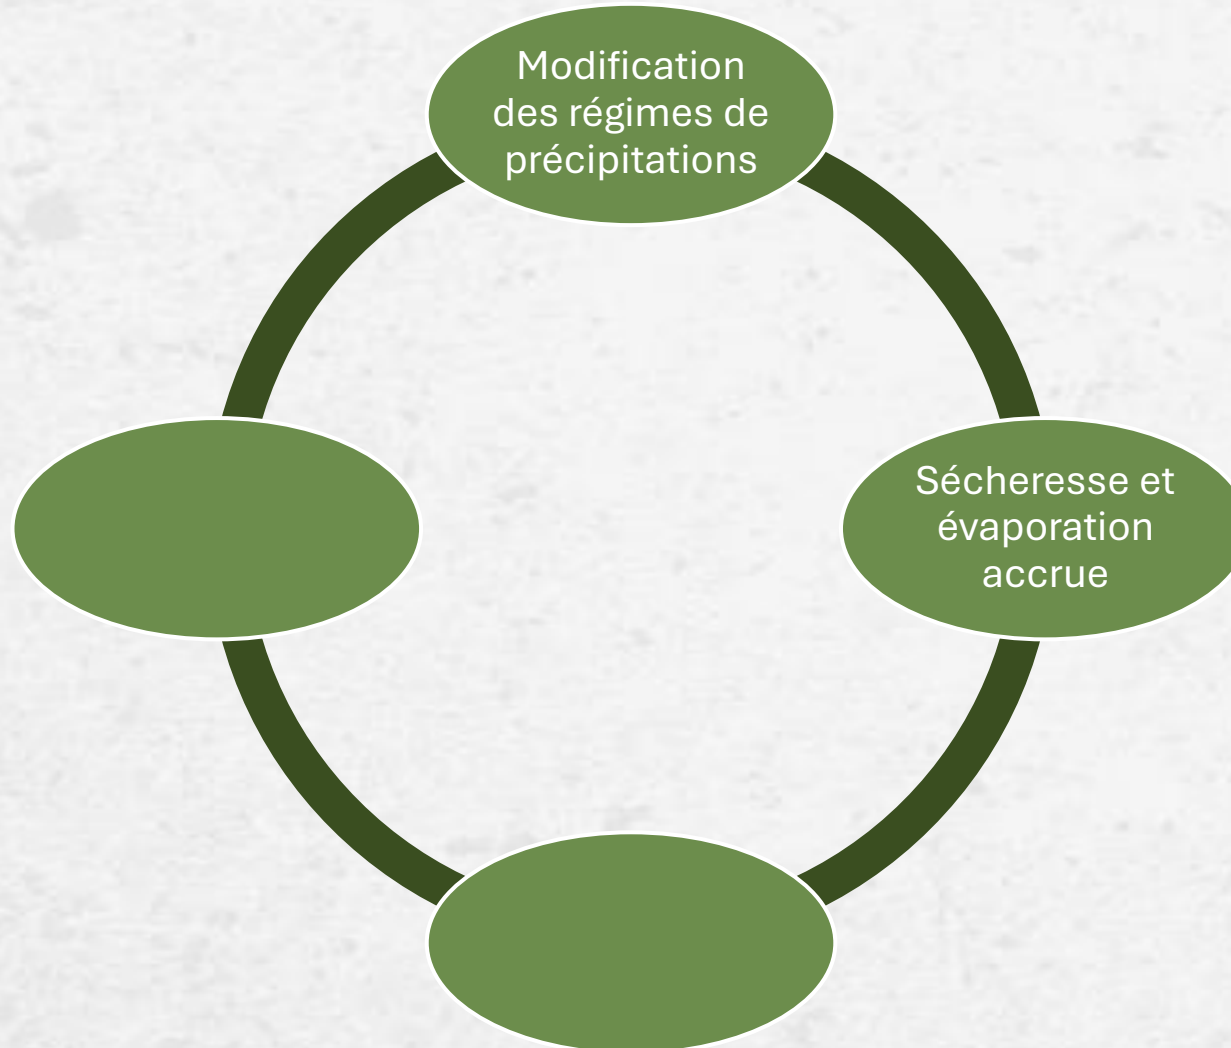 Modification
des régimes de
précipitations
Sécheresse et
évaporation
accrue